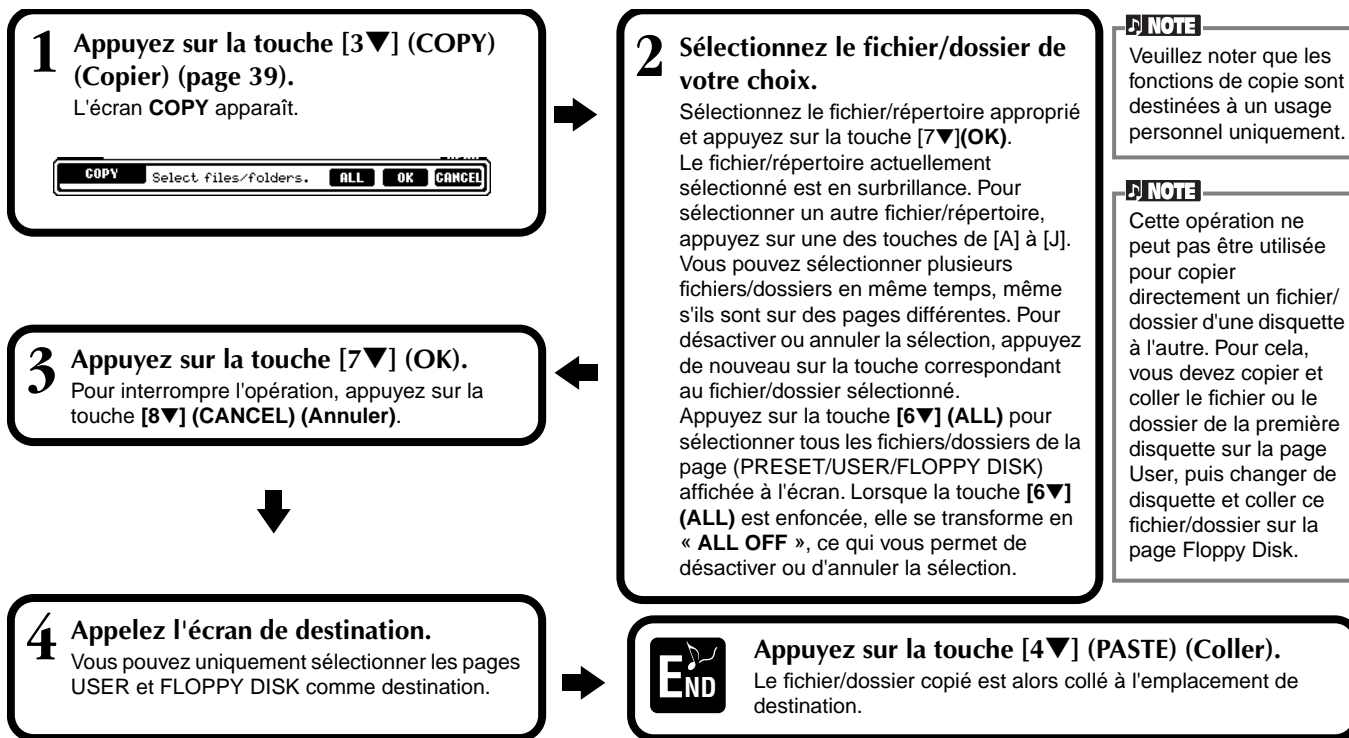 1 Appuyez sur la touche [3▼] (COPY)
(Copier) (page 39).
L'écran COPY apparaît.
COPY Select files/folders. ALL OK CANCEL
2 Sélectionnez le fichier/dossier de
votre choix.
Sélectionnez le fichier/répertoire approprié
et appuyez sur la touche [7▼](OK).
Le fichier/répertoire actuellement
sélectionné est en surbrillance. Pour
sélectionner un autre fichier/répertoire,
appuyez sur une des touches de [A] à [J].
Vous pouvez sélectionner plusieurs
fichiers/dossiers en même temps, même
s'ils sont sur des pages différentes. Pour
désactiver ou annuler la sélection, appuyez
de nouveau sur la touche correspondant
au fichier/dossier sélectionné.
Appuyez sur la touche [6▼] (ALL) pour
sélectionner tous les fichiers/dossiers de la
page (PRESET/USER/FLOPPY DISK)
affichée à l'écran. Lorsque la touche [6▼]
(ALL) est enfoncée, elle se transforme en
« ALL OFF », ce qui vous permet de
désactiver ou d'annuler la sélection.
NOTE
Veuillez noter que les
fonctions de copie sont
destinées à un usage
personnel uniquement.
NOTE
Cette opération ne
peut pas être utilisée
pour copier
directement un fichier/
dossier d'une disquette
à l'autre. Pour cela,
vous devez copier et
coller le fichier ou le
dossier de la première
disquette sur la page
User, puis changer de
disquette et coller ce
fichier/dossier sur la
page Floppy Disk.
3 Appuyez sur la touche [7▼] (OK).
Pour interrompre l'opération, appuyez sur la
touche [8▼] (CANCEL) (Annuler).
4 Appelez l'écran de destination.
Vous pouvez uniquement sélectionner les pages
USER et FLOPPY DISK comme destination.
END
Appuyez sur la touche [4▼] (PASTE) (Coller).
Le fichier/dossier copié est alors collé à l'emplacement de
destination.